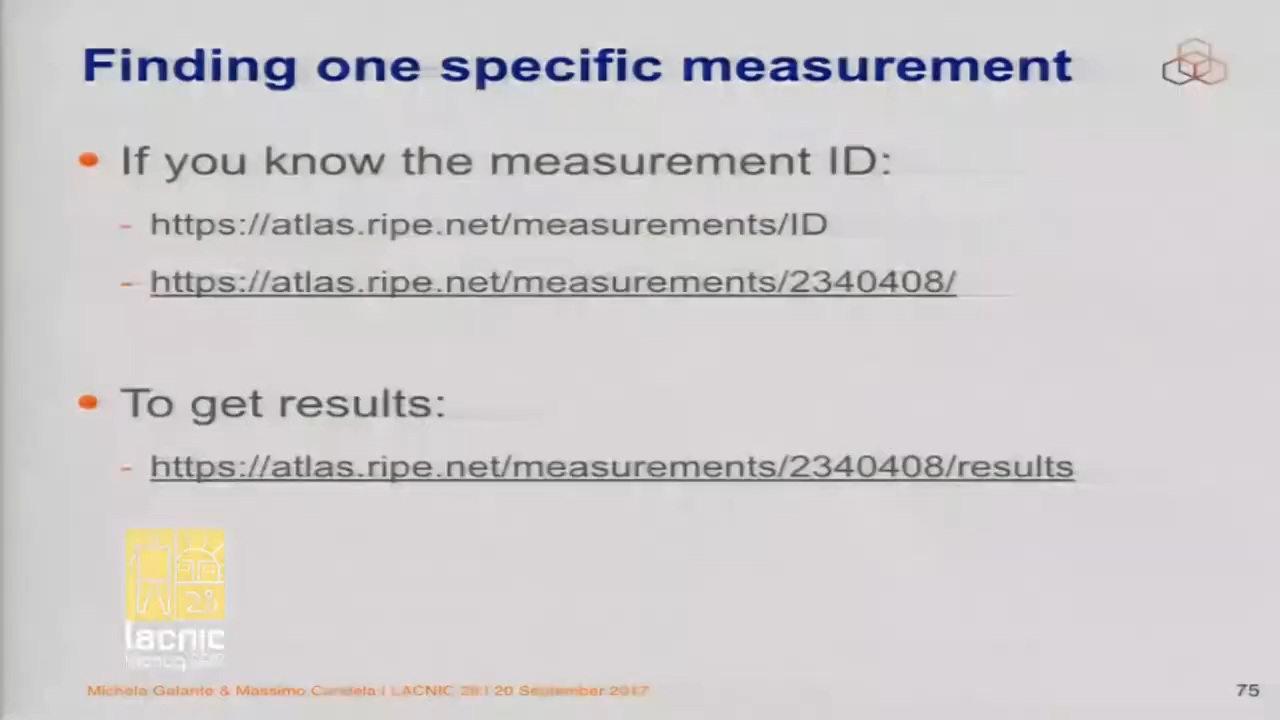 Finding one specific measurement
• If you know the measurement ID:
- https://atlas.ripe.net/measurements/ID
- https://atlas.ripe.net/measurements/2340408/
• To get results:
- https://atlas.ripe.net/measurements/2340408/results
28
lacnic
Michela Galante & Massimo Candela | LACNIC 28 | 20 September 2017
75